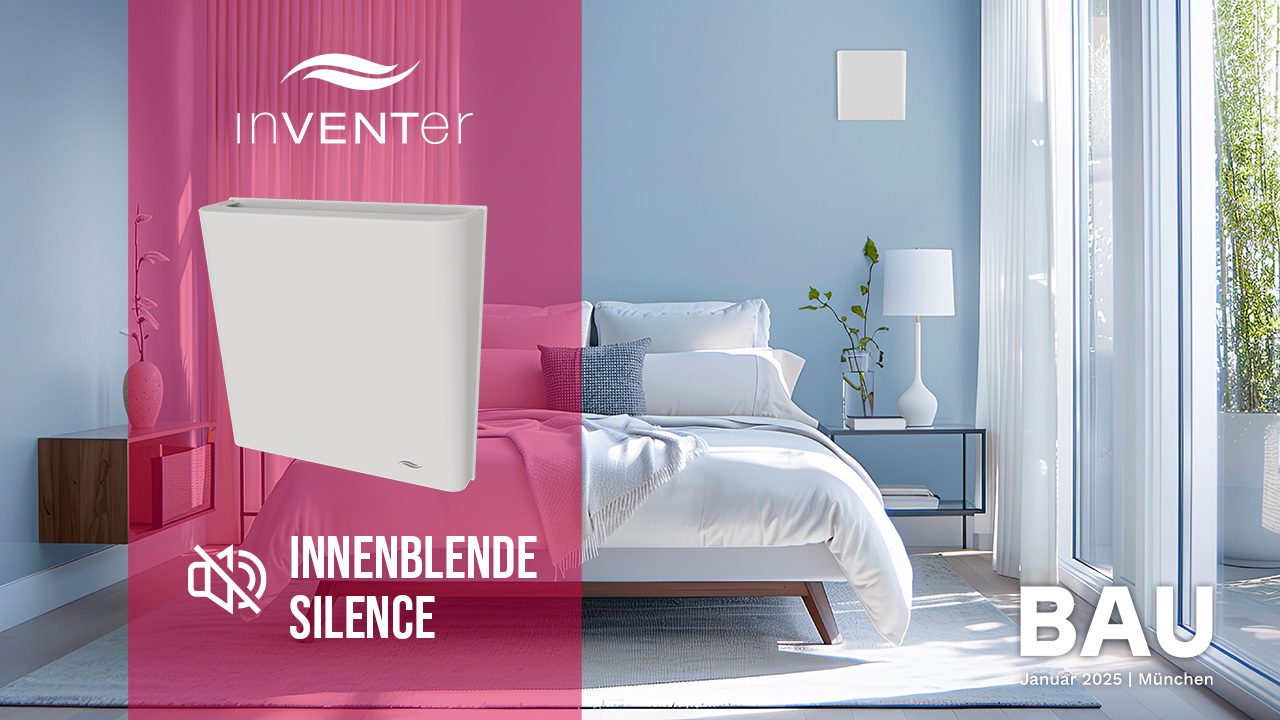 inVENTer
INNENBLENDE
SILENCE
BAU
Januar 2025 | München